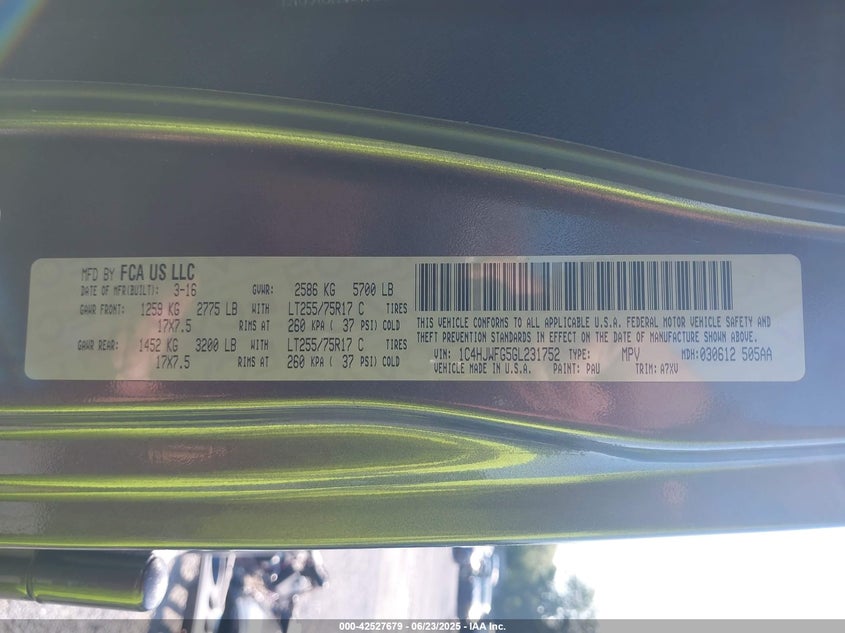 MFD BY FCA US LLC
DATE OF MFR(BUILT): 3-16 GVWR: 2586 KG 5700 LB
GAWR FRONT: 1259 KG 2775 LB WITH LT255/75R17 C TIRES
17X7.5 RIMS AT 260 KPA ( 37 PSI) COLD
GAWR REAR: 1452 KG 3200 LB WITH LT255/75R17 C TIRES
17X7.5 RIMS AT 260 KPA ( 37 PSI) COLD
THIS VEHICLE CONFORMS TO ALL APPLICABLE U.S.A. FEDERAL MOTOR VEHICLE SAFETY AND
THEFT PREVENTION STANDARDS IN EFFECT ON THE DATE OF MANUFACTURE SHOWN ABOVE.
VIN: 1C4HJWFG5GL231752 TYPE: MPV MDH: 030612 505AA
VEHICLE MADE IN U.S.A. PAINT: PAU TRIM: A7XV
000-42527679 - 06/23/2025 - IAA Inc.